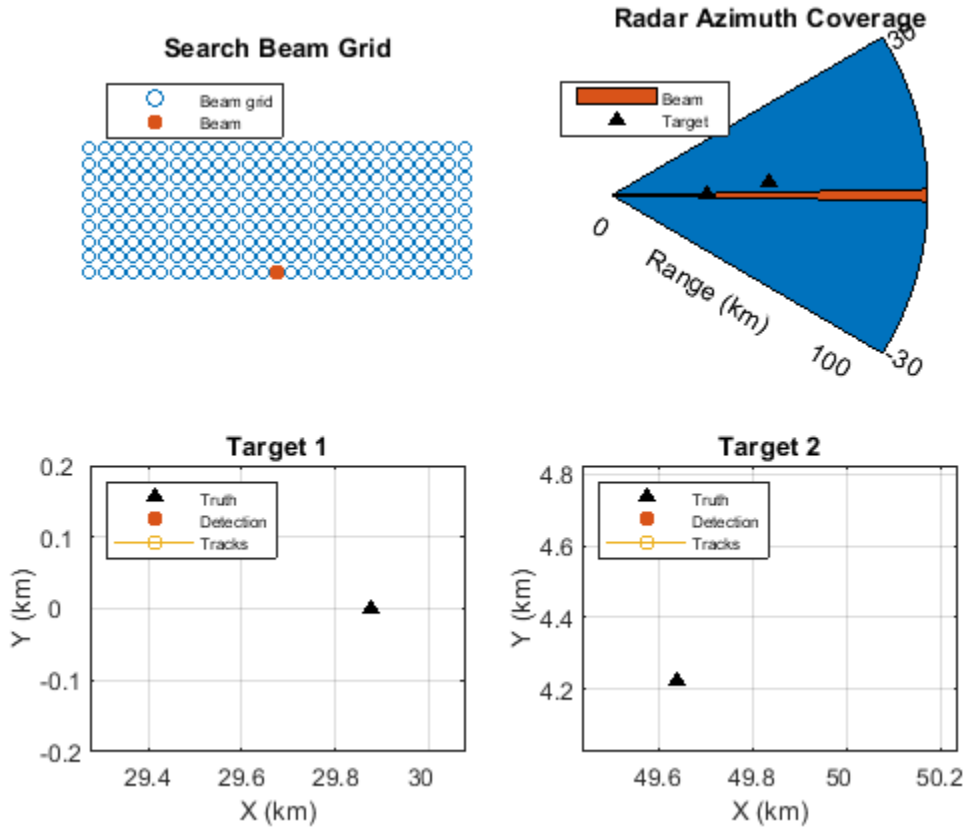 Search Beam Grid
Beam grid
Beam
Radar Azimuth Coverage
30
Beam
Target
0
Range (km)
100
-30
Target 1
0.2
0.1
0
-0.1
-0.2
Y (km)
Truth
Detection
Tracks
29.4
29.6
29.8
30
X (km)
Target 2
4.8
4.6
4.4
4.2
Y (km)
Truth
Detection
Tracks
49.6
49.8
50
50.2
X (km)